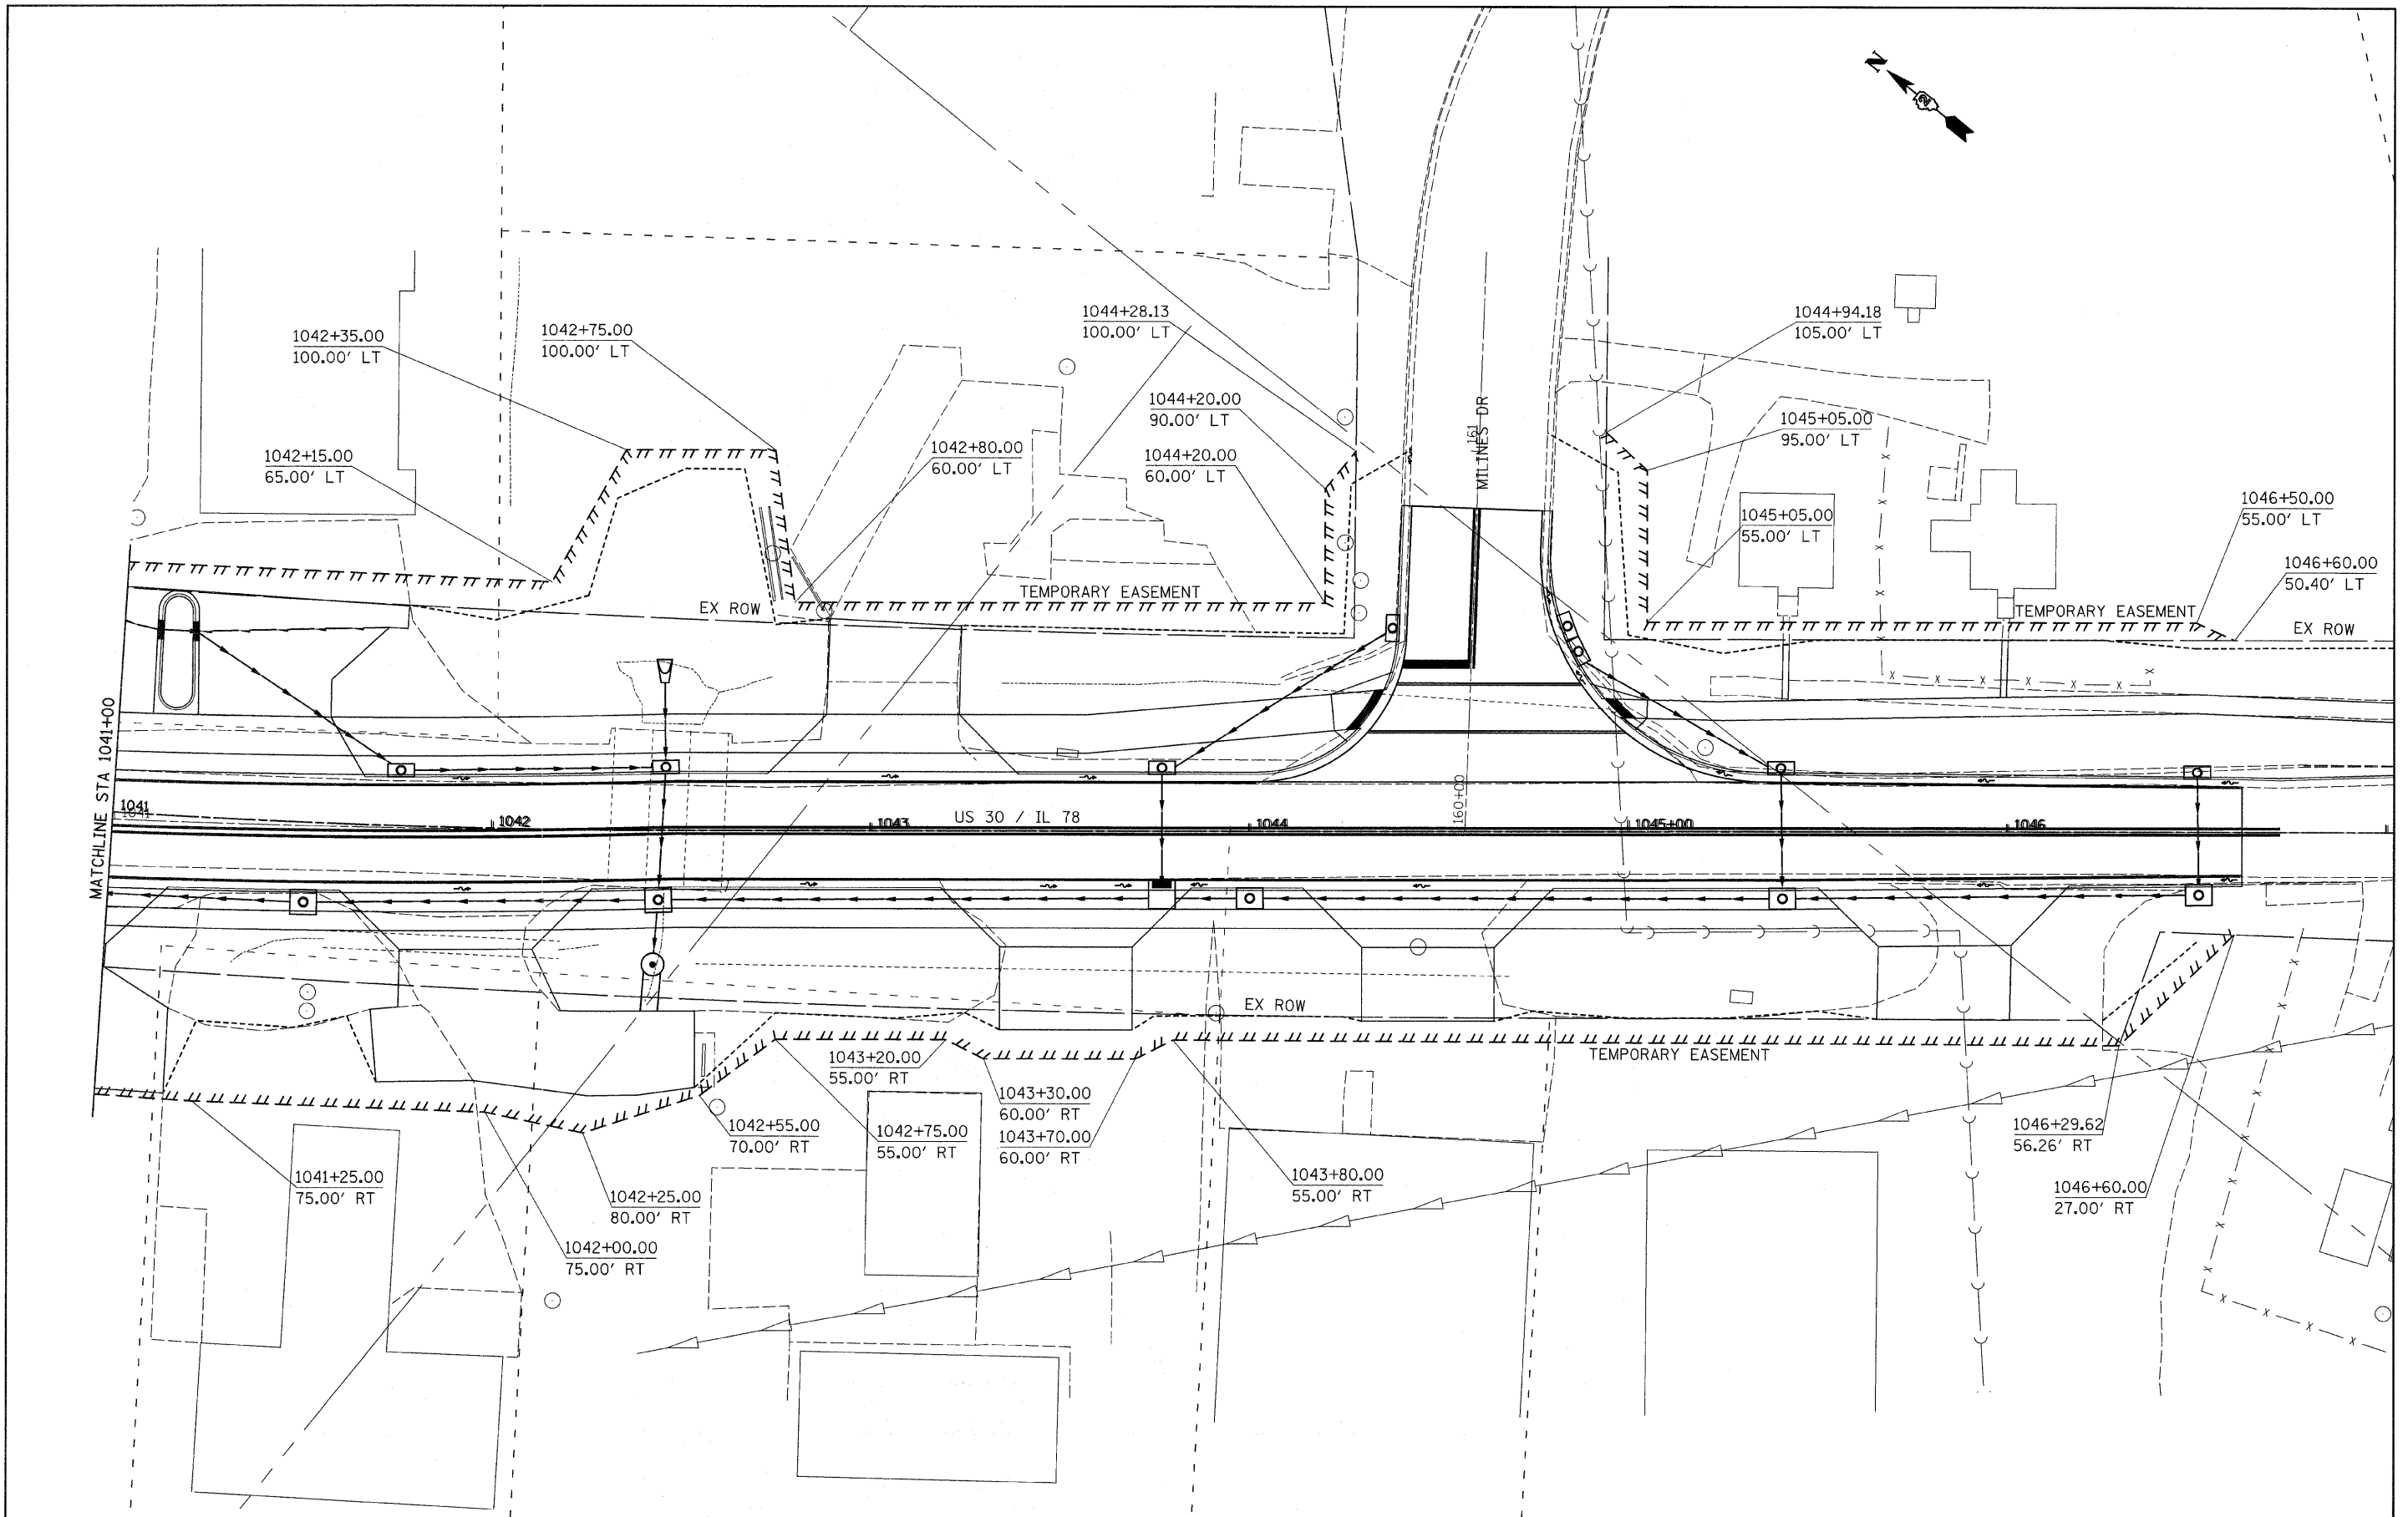 N
2
1044+28.13
100.00' LT
1044+94.18
105.00' LT
1042+35.00
100.00' LT
1042+75.00
100.00' LT
1044+20.00
90.00' LT
1045+05.00
95.00' LT
MILINES DR
161
1042+15.00
65.00' LT
1042+80.00
60.00' LT
1044+20.00
60.00' LT
1045+05.00
55.00' LT
1046+50.00
55.00' LT
1046+60.00
50.40' LT
TEMPORARY EASEMENT
EX ROW
TEMPORARY EASEMENT
EX ROW
MATCHLINE STA 1041+00
1041
1041
1042
1043
US 30 / IL 78
1044
160+00
1045+00
1046
EX ROW
TEMPORARY EASEMENT
1043+20.00
55.00' RT
1043+30.00
60.00' RT
1042+55.00
70.00' RT
1042+75.00
55.00' RT
1043+70.00
60.00' RT
1046+29.62
56.26' RT
1041+25.00
75.00' RT
1042+25.00
80.00' RT
1043+80.00
55.00' RT
1046+60.00
27.00' RT
1042+00.00
75.00' RT